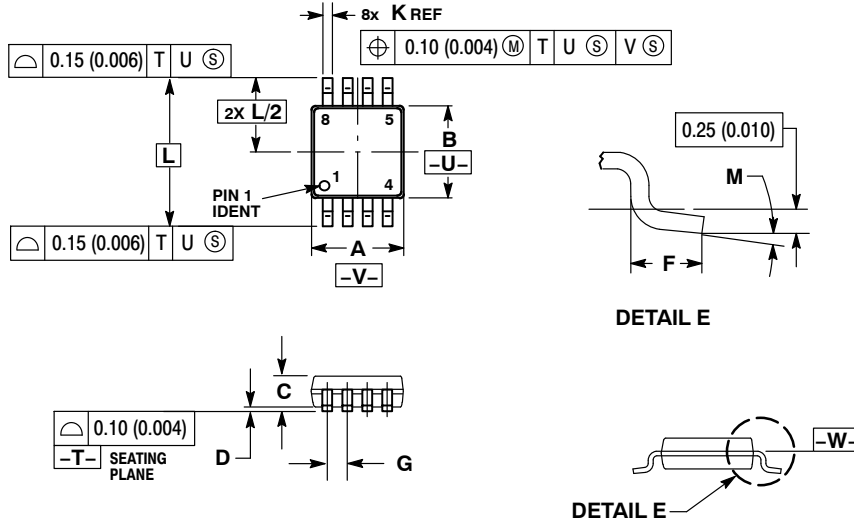 8x K REF
0.15 (0.006) T U Ⓢ
⌖ 0.10 (0.004) Ⓜ T U Ⓢ V Ⓢ
2X L/2
8 5
B
-U-
L
0.25 (0.010)
M
PIN 1
IDENT
1 4
0.15 (0.006) T U Ⓢ
A
-V-
F
DETAIL E
C
0.10 (0.004)
-T- SEATING
PLANE
D
G
-W-
DETAIL E